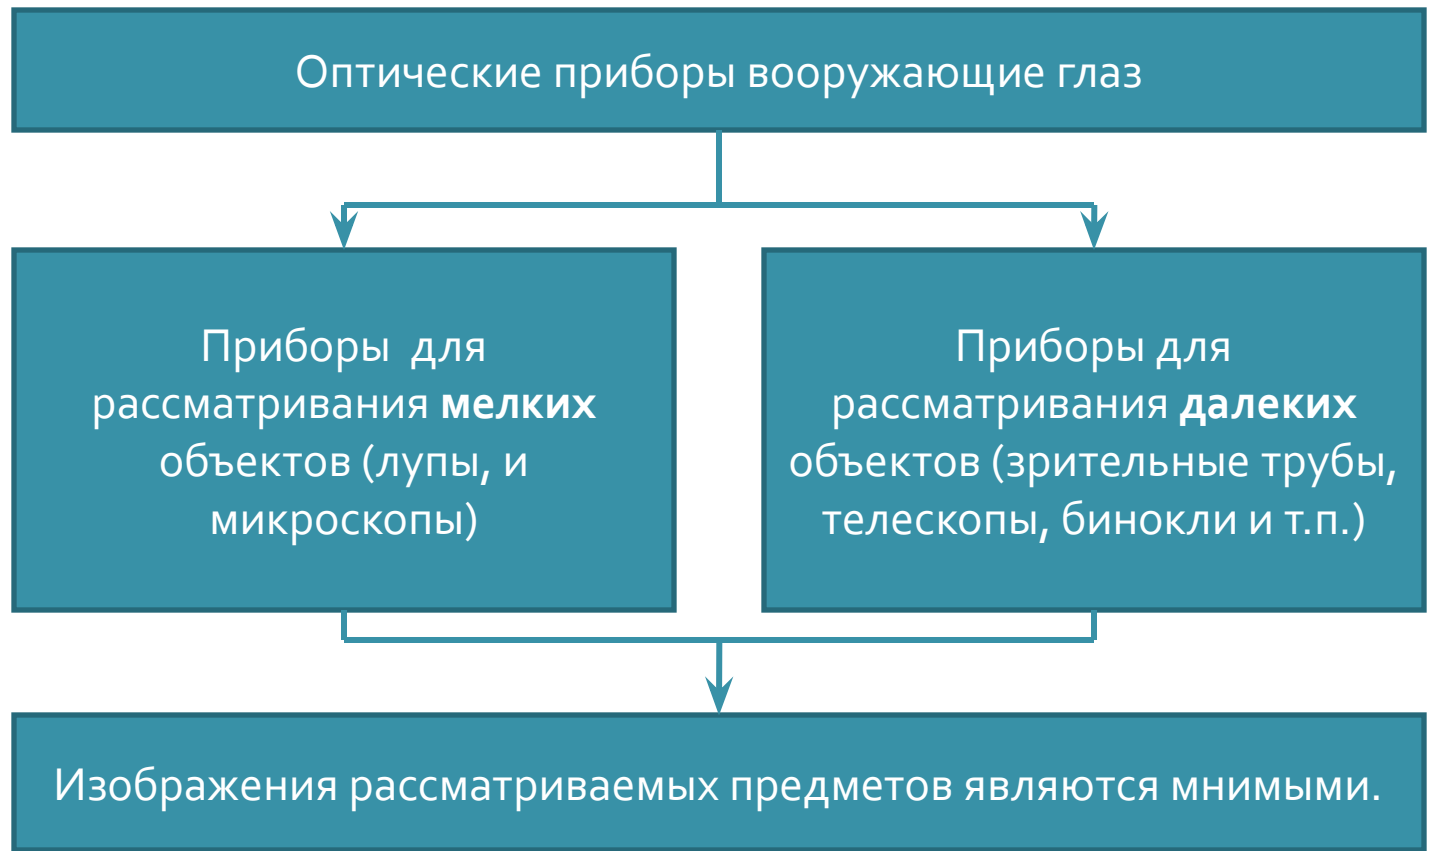 Оптические приборы вооружающие глаз
Приборы для
рассматривания мелких
объектов (лупы, и
микроскопы)
Приборы для
рассматривания далеких
объектов (зрительные трубы,
телескопы, бинокли и т.п.)
Изображения рассматриваемых предметов являются мнимыми.